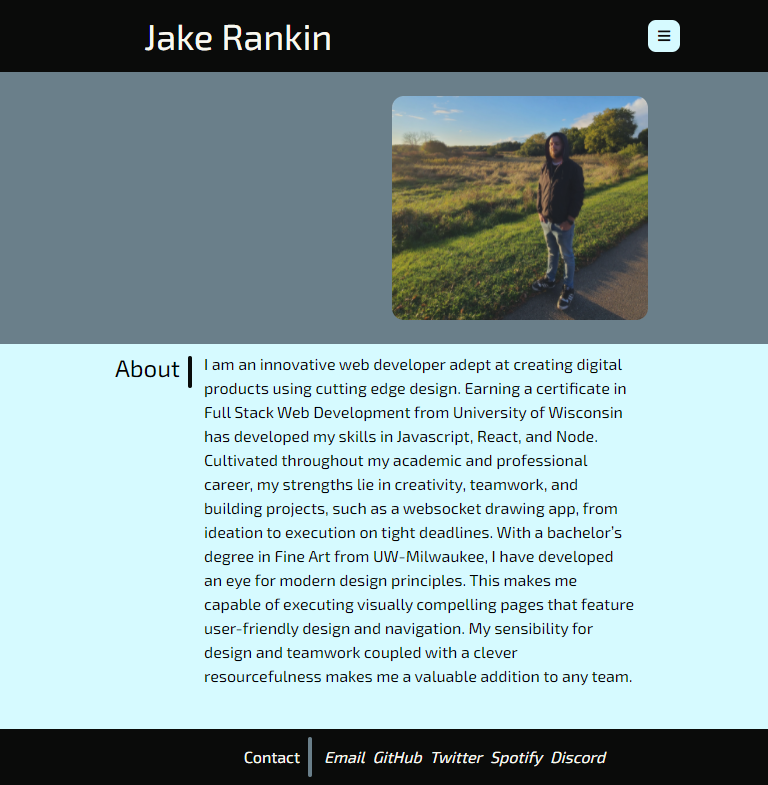 Jake Rankin
About
I am an innovative web developer adept at creating digital
products using cutting edge design. Earning a certificate in
Full Stack Web Development from University of Wisconsin
has developed my skills in Javascript, React, and Node.
Cultivated throughout my academic and professional
career, my strengths lie in creativity, teamwork, and
building projects, such as a websocket drawing app, from
ideation to execution on tight deadlines. With a bachelor's
degree in Fine Art from UW-Milwaukee, I have developed
an eye for modern design principles. This makes me
capable of executing visually compelling pages that feature
user-friendly design and navigation. My sensibility for
design and teamwork coupled with a clever
resourcefulness makes me a valuable addition to any team.
Contact Email GitHub Twitter Spotify Discord